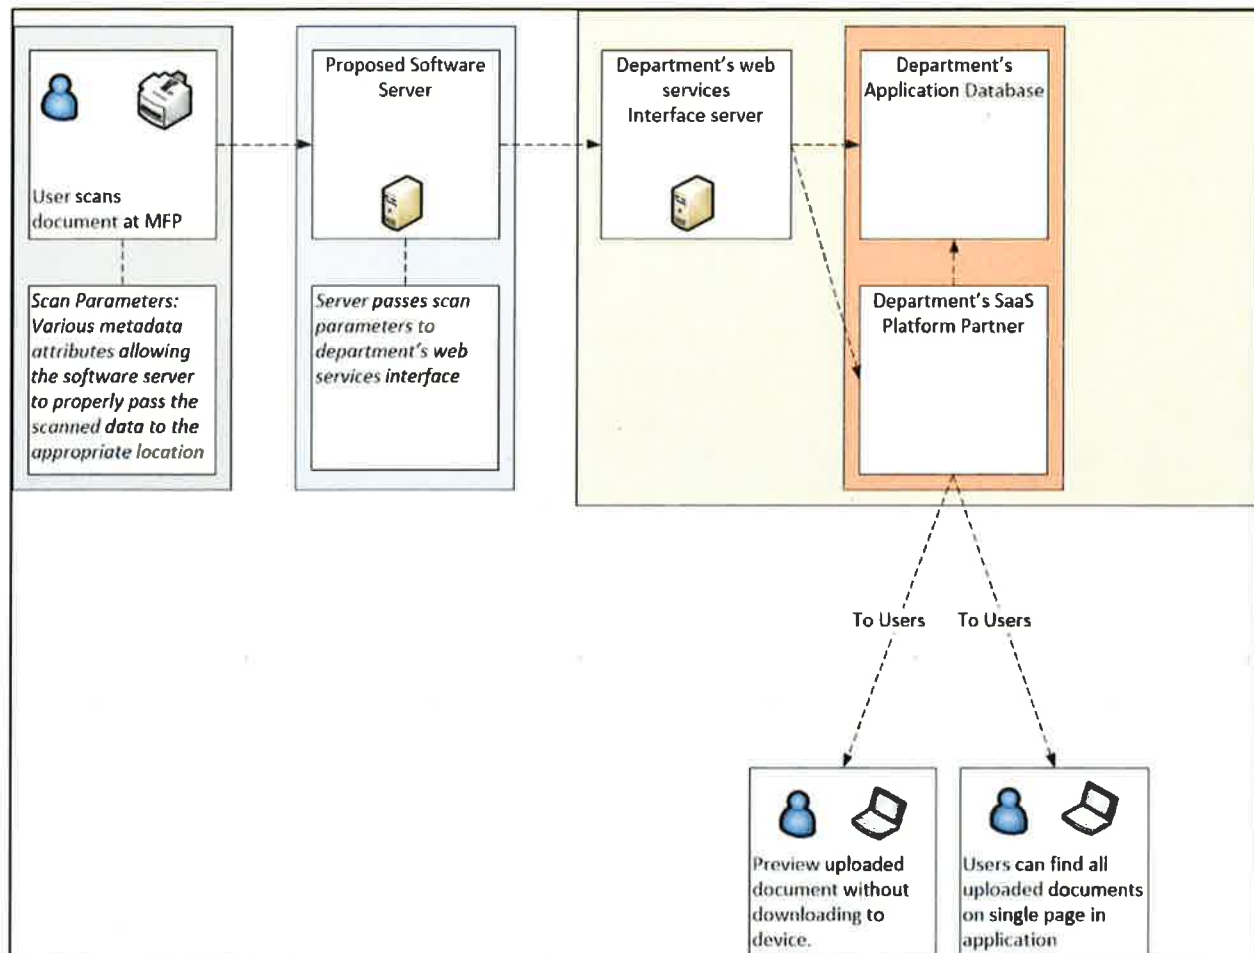 User scans
document at MFP
Scan Parameters:
Various metadata
attributes allowing
the software server
to properly pass the
scanned data to the
appropriate location
Proposed Software
Server
Server passes scan
parameters to
department's web
services interface
Department's web
services
Interface server
Department's
Application Database
Department's SaaS
Platform Partner
To Users
To Users
Preview uploaded
document without
downloading to
device.
Users can find all
uploaded documents
on single page in
application